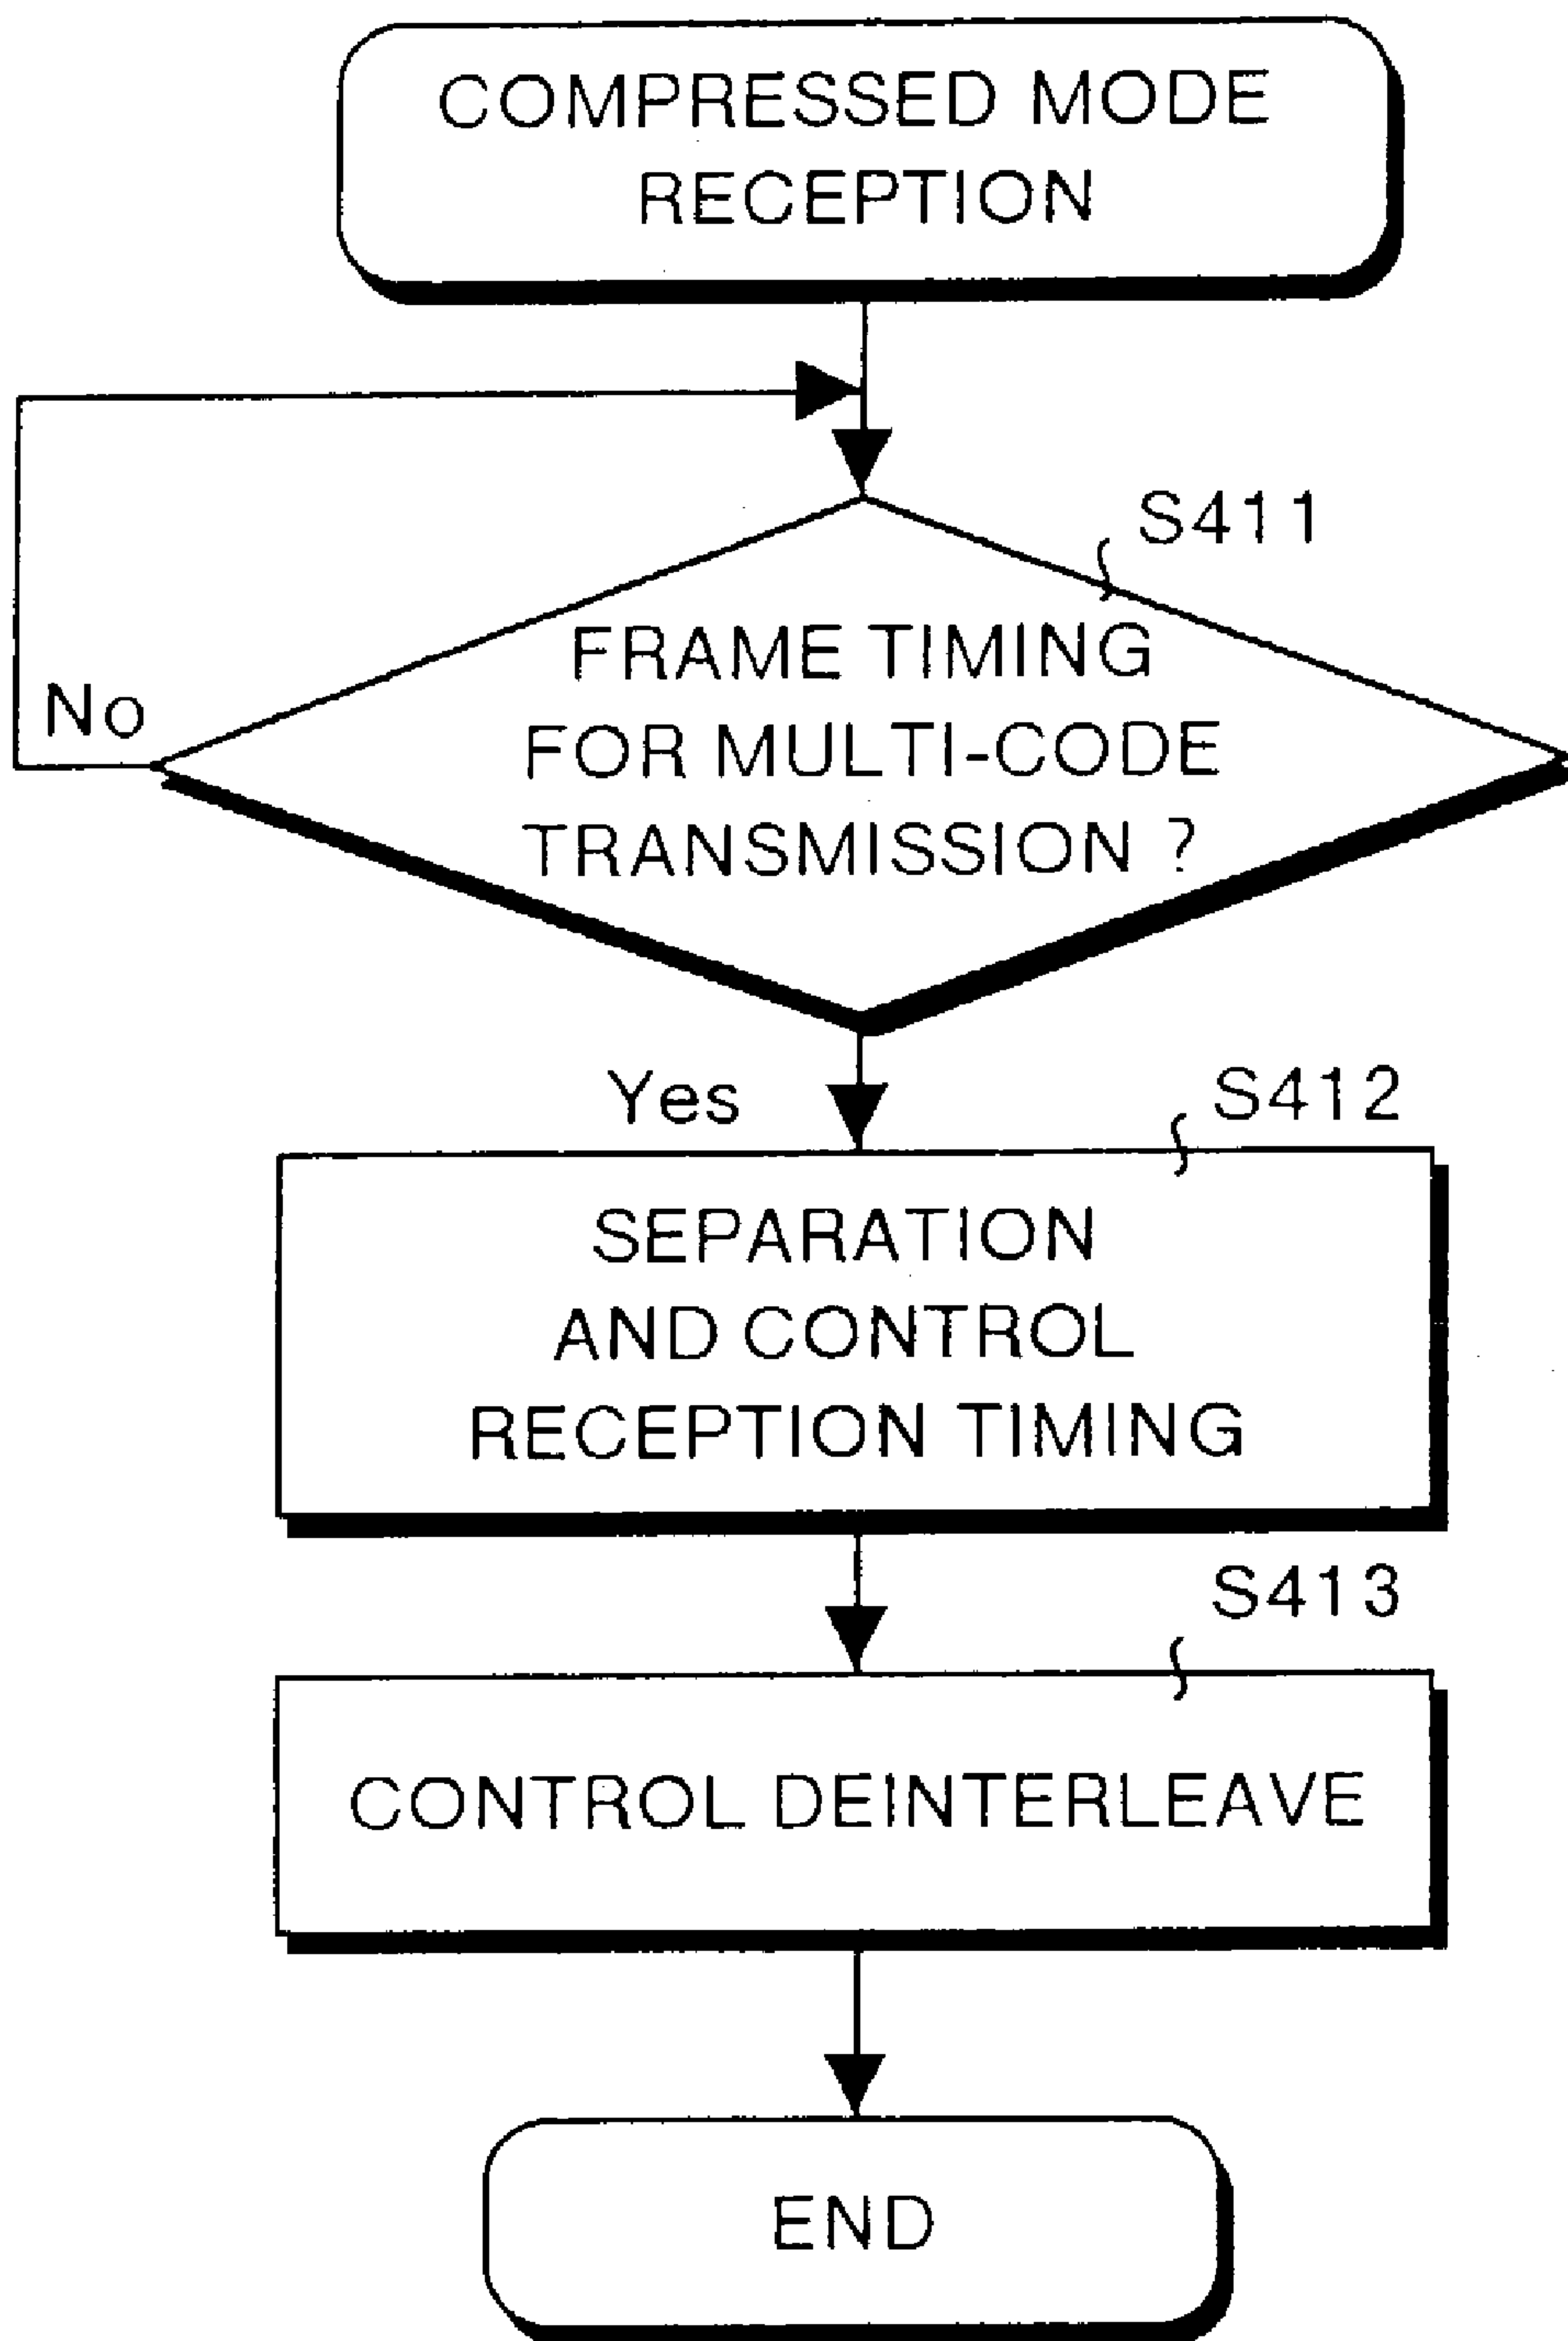 COMPRESSED MODE
RECEPTION
S411
FRAME TIMING
FOR MULTI-CODE
TRANSMISSION ?
No
Yes
S412
SEPARATION
AND CONTROL
RECEPTION TIMING
S413
CONTROL DEINTERLEAVE
END